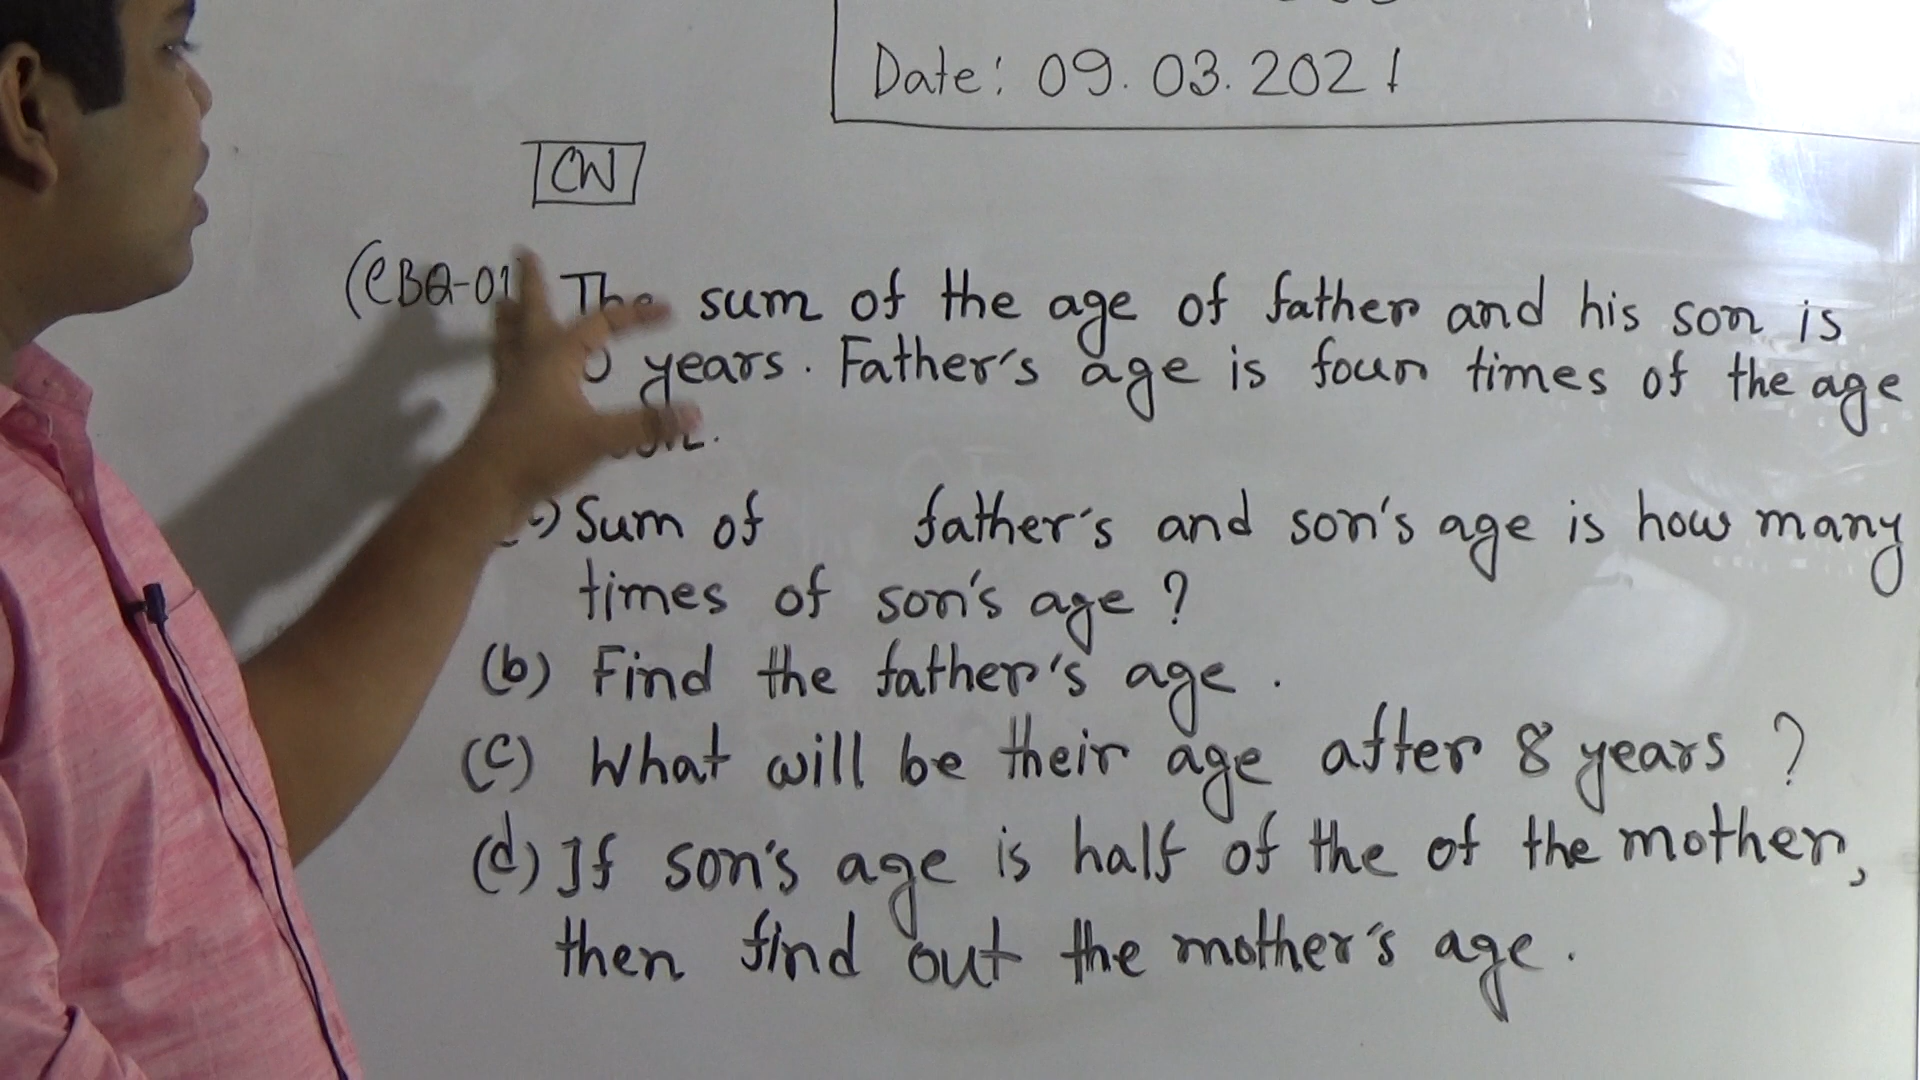 Date: 09.03.2021
CW
(CBQ-01 The sum of the age of father and his son is
0 years. Father's age is four times of the age
son.
) Sum of father's and son's age is how many
times of son's age?
(b) Find the father's age.
(c) What will be their age after 8 years?
(d) If son's age is half of the of the mother,
then find out the mother's age.